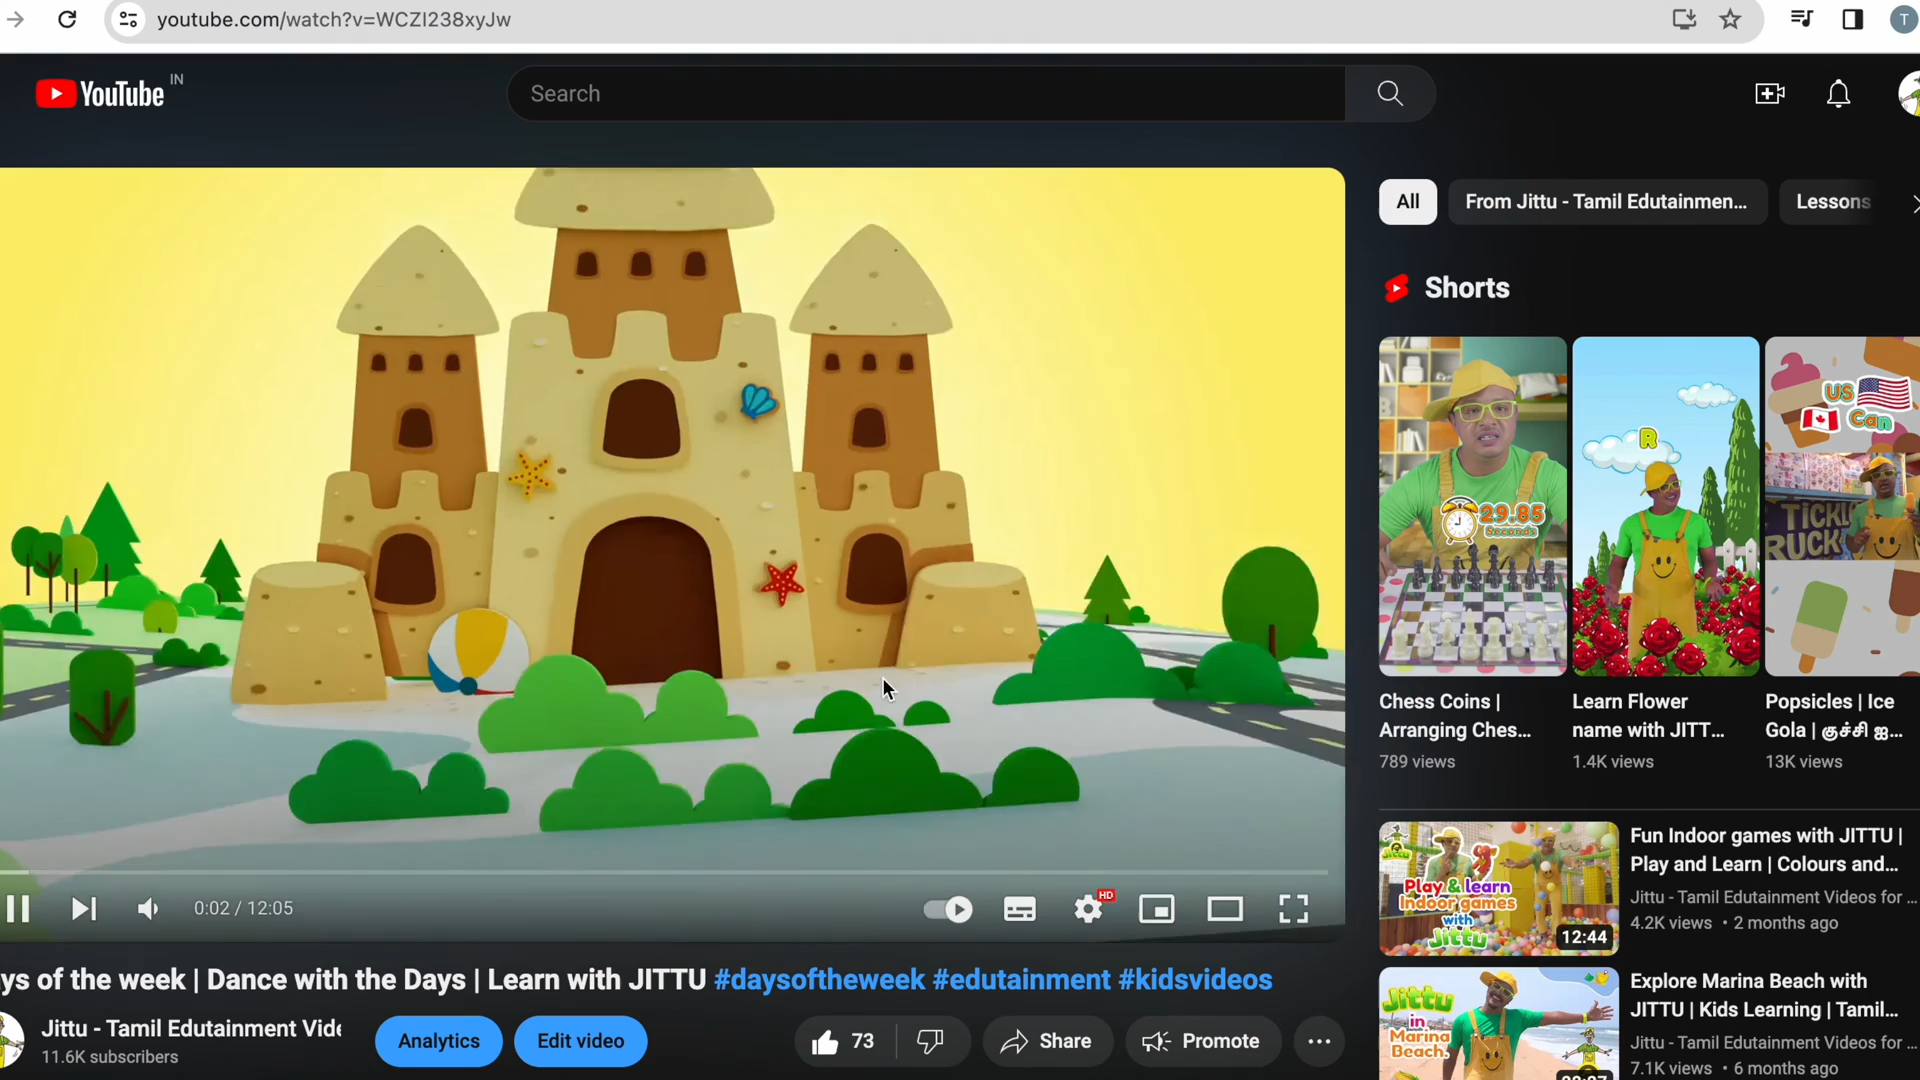 youtube.com/watch?v=WCZI238xyJw
T
YouTube IN
Search
All
From Jittu - Tamil Edutainmen...
Lessons
Shorts
29.85
Seconds
R
US
Can
TiCKL
RUCK
Chess Coins |
Arranging Ches...
789 views
Learn Flower
name with JITT...
1.4K views
Popsicles | Ice
Gola | குச்சி ஐ...
13K views
Jittu
Play & learn
Indoor games
with
Jittu
12:44
Fun Indoor games with JITTU |
Play and Learn | Colours and...
Jittu - Tamil Edutainment Videos for ...
4.2K views • 2 months ago
Jittu
in
Marina
Beach.
Explore Marina Beach with
JITTU | Kids Learning | Tamil...
Jittu - Tamil Edutainment Videos for ...
7.1K views • 6 months ago
0:02 / 12:05
HD
ys of the week | Dance with the Days | Learn with JITTU #daysoftheweek #edutainment #kidsvideos
Jittu - Tamil Edutainment Vide
11.6K subscribers
Analytics
Edit video
73
Share
Promote